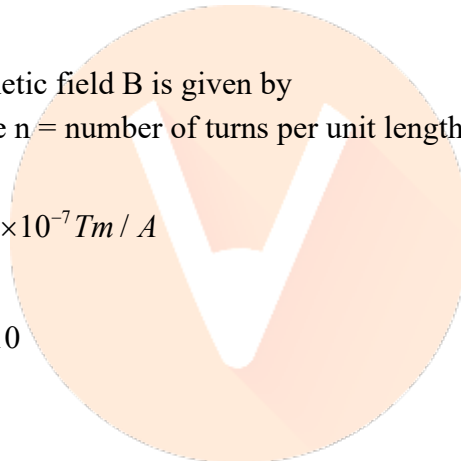 etic field B is given by
e n = number of turns per unit length
×10⁻⁷ Tm / A
0